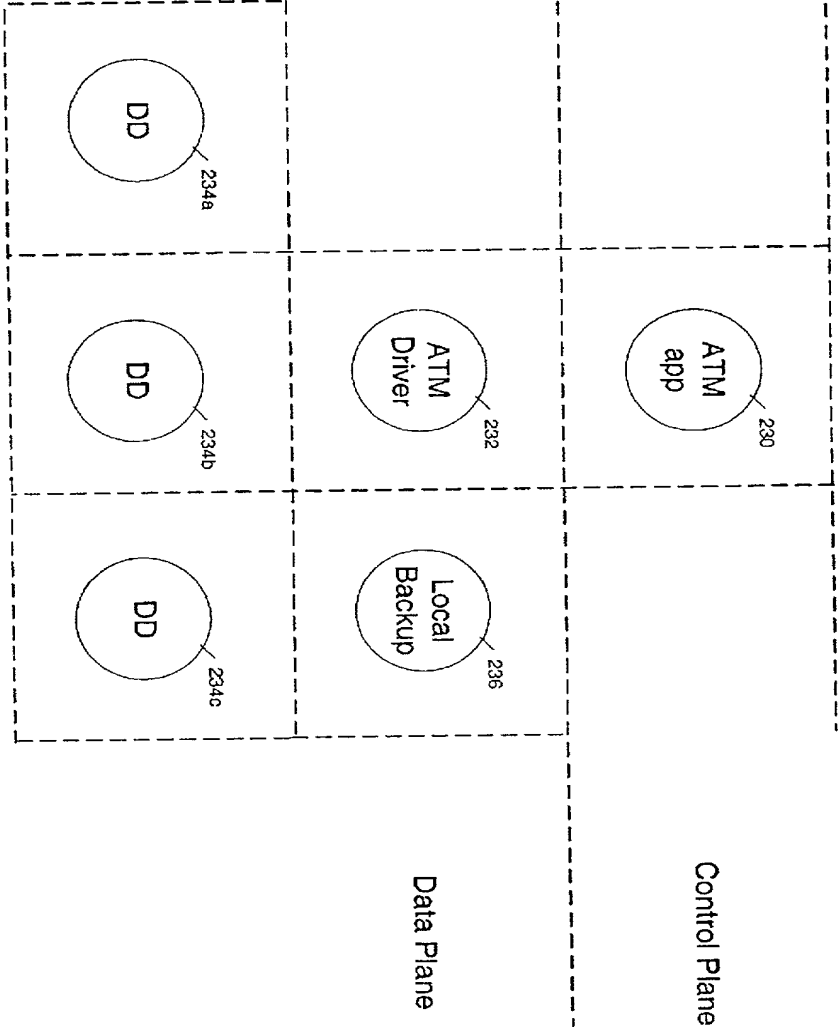 ATM
app
230
Control Plane
ATM
Driver
232
Local
Backup
236
Data Plane
DD
234a
DD
234b
DD
234c